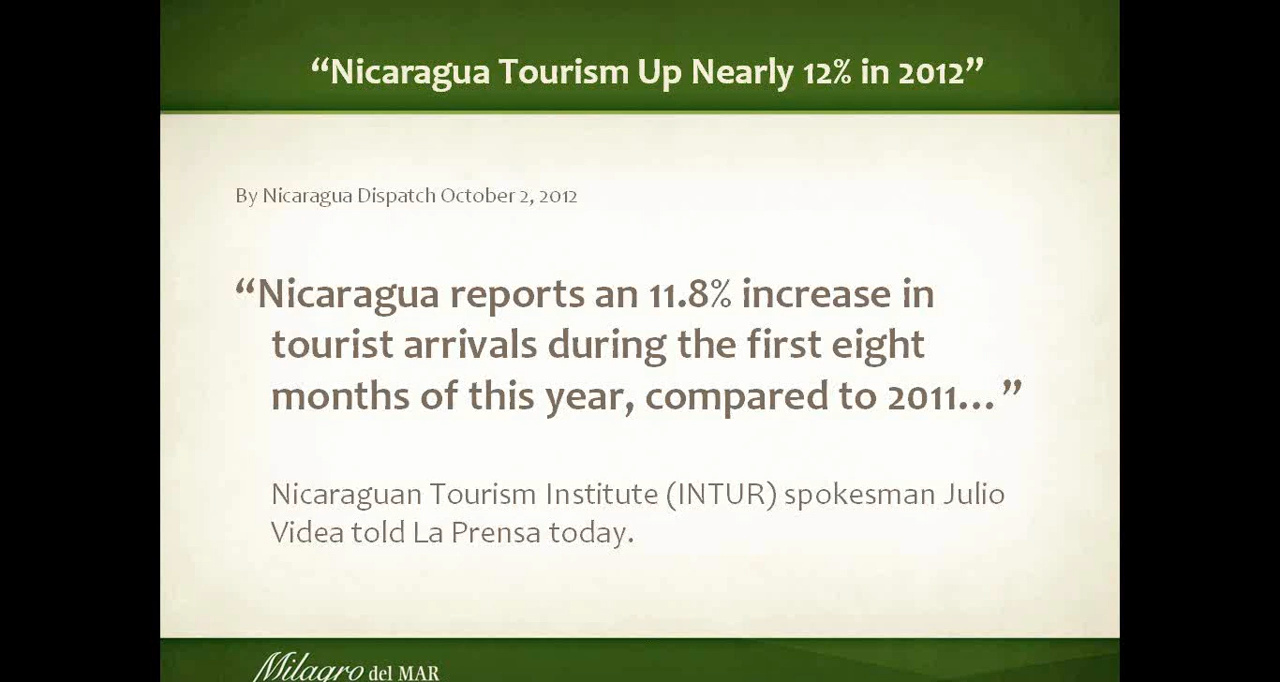 “Nicaragua Tourism Up Nearly 12% in 2012”
By Nicaragua Dispatch October 2, 2012
“Nicaragua reports an 11.8% increase in
tourist arrivals during the first eight
months of this year, compared to 2011…”
Nicaraguan Tourism Institute (INTUR) spokesman Julio
Videa told La Prensa today.
Milagro del MAR